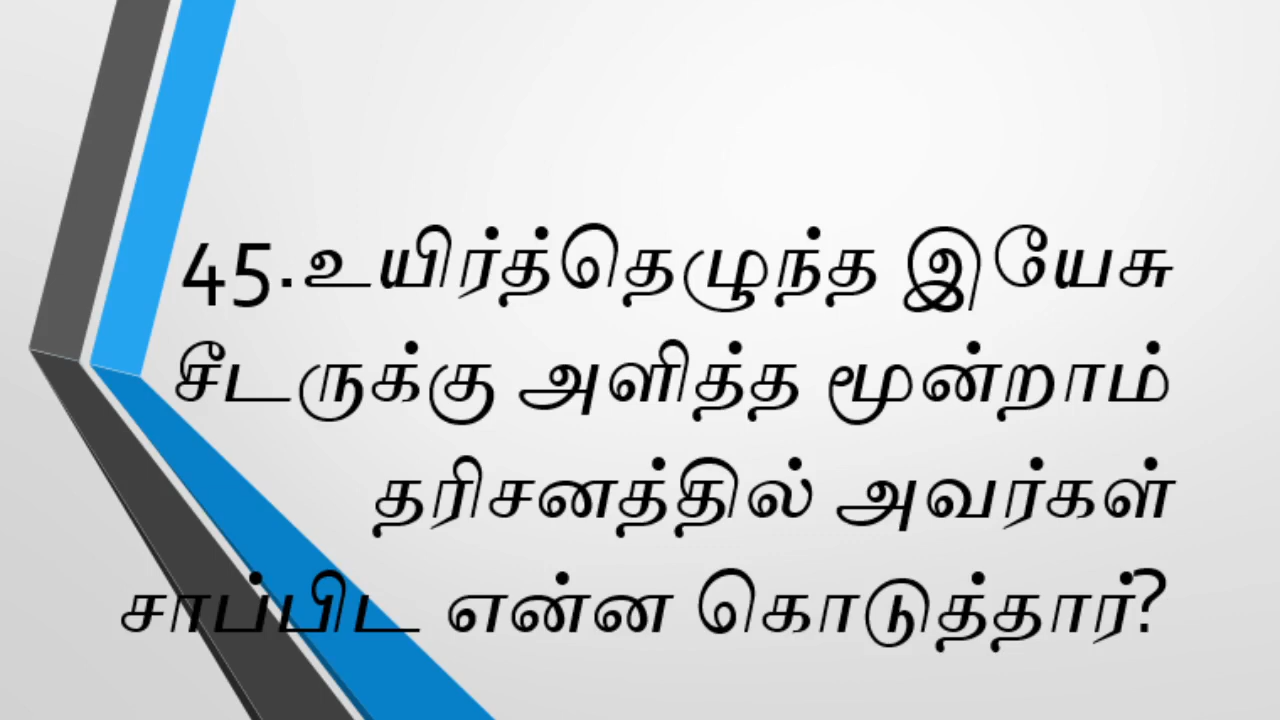 45.உயிர்த்தெழுந்த இயேசு
சீடருக்கு அளித்த மூன்றாம்
தரிசனத்தில் அவர்கள்
சாப்பிட என்ன கொடுத்தார்?